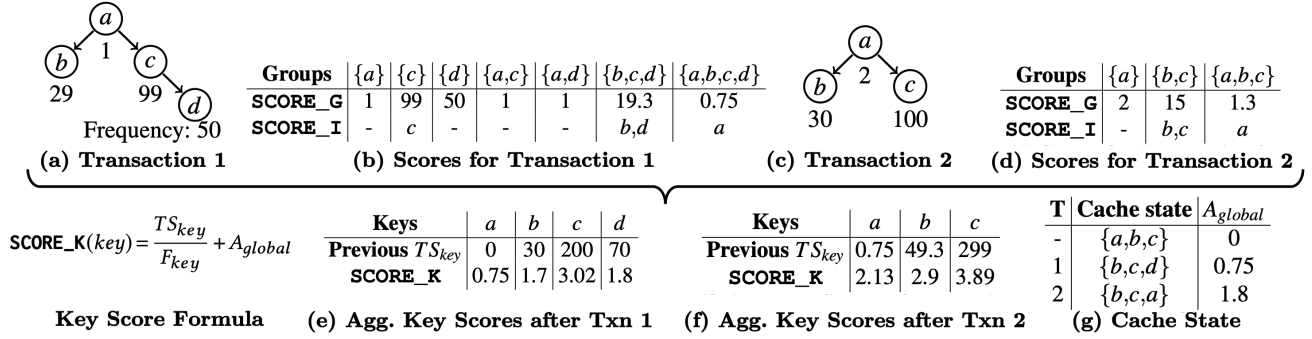 a
1
b
c
29
99
d
Frequency: 50
(a) Transaction 1
Groups {a} {c} {d} {a,c} {a,d} {b,c,d} {a,b,c,d}
SCORE_G 1 99 50 1 1 19.3 0.75
SCORE_I - c - - - b,d a
(b) Scores for Transaction 1
a
2
b
c
30
100
(c) Transaction 2
Groups {a} {b,c} {a,b,c}
SCORE_G 2 15 1.3
SCORE_I - b,c a
(d) Scores for Transaction 2
SCORE_K(key) = TS_key / F_key + A_global
Key Score Formula
Keys a b c d
Previous TS_key 0 30 200 70
SCORE_K 0.75 1.7 3.02 1.8
(e) Agg. Key Scores after Txn 1
Keys a b c
Previous TS_key 0.75 49.3 299
SCORE_K 2.13 2.9 3.89
(f) Agg. Key Scores after Txn 2
T Cache state A_global
- {a,b,c} 0
1 {b,c,d} 0.75
2 {b,c,a} 1.8
(g) Cache State